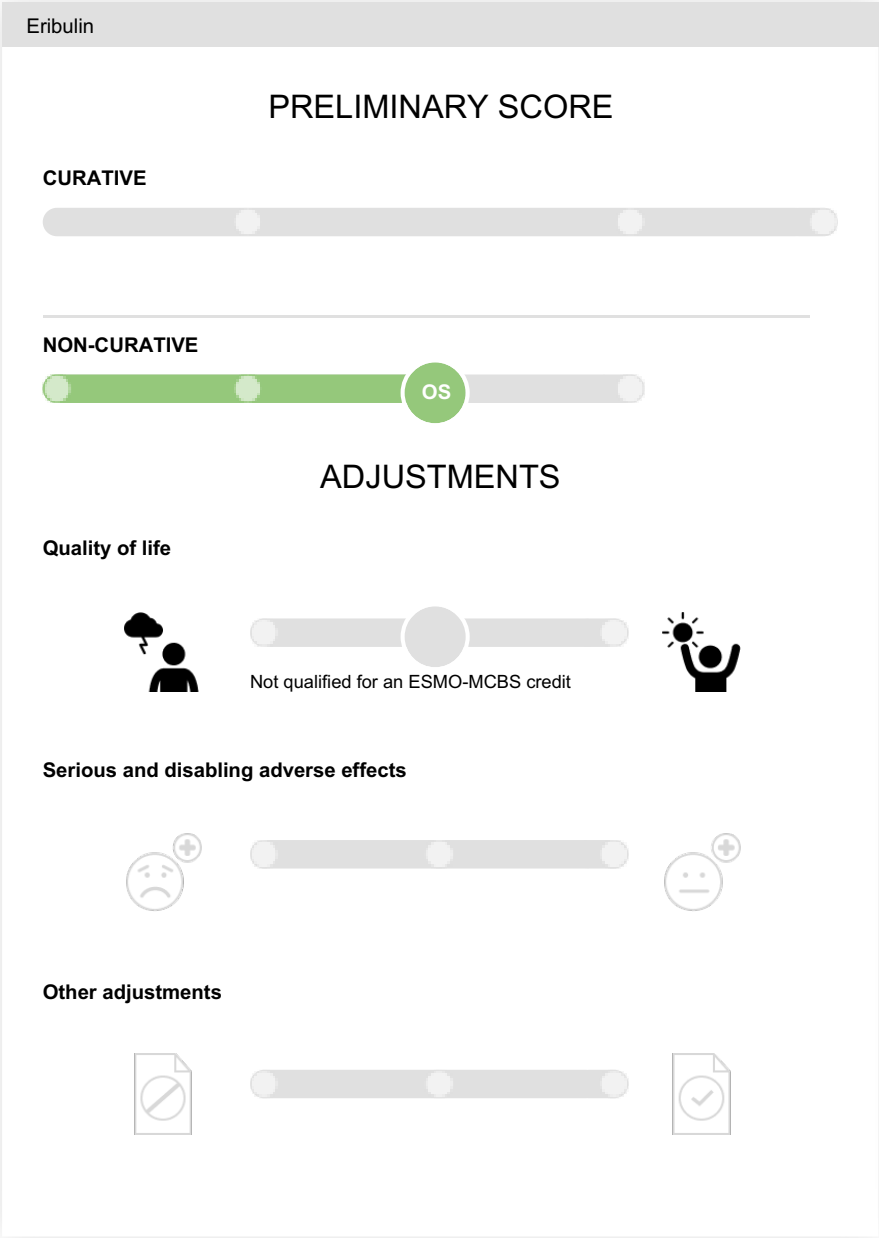 Eribulin
PRELIMINARY SCORE
CURATIVE
NON-CURATIVE
OS
ADJUSTMENTS
Quality of life
Not qualified for an ESMO-MCBS credit
Serious and disabling adverse effects
Other adjustments